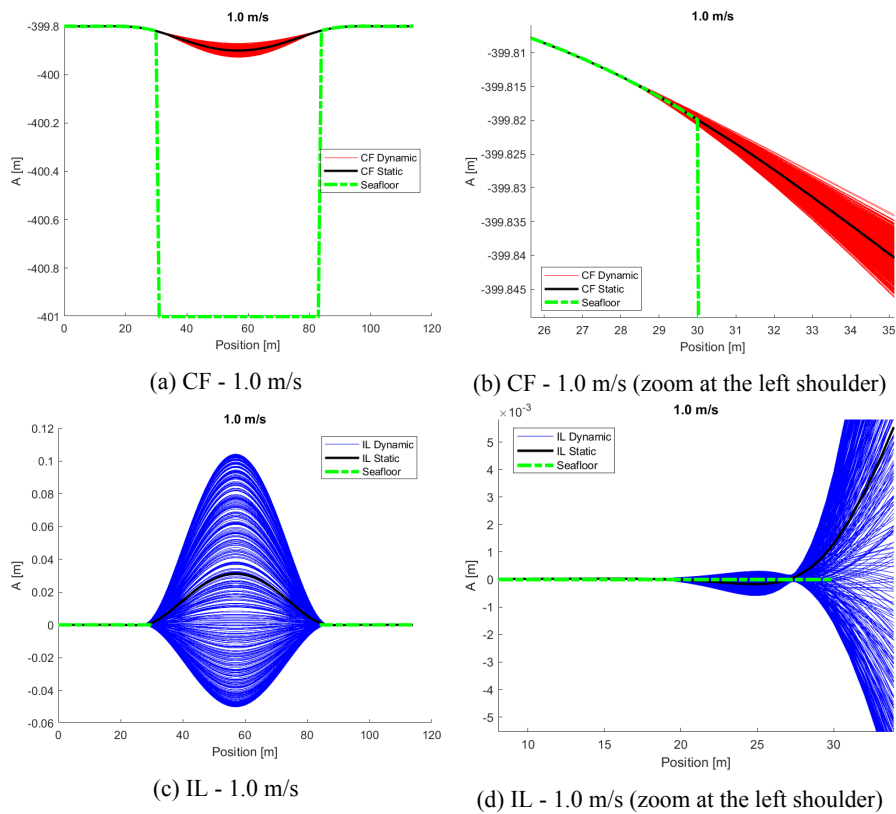 1.0 m/s
-399.8
-400
-400.2
-400.4
-400.6
-400.8
-401
A [m]
CF Dynamic
CF Static
Seafloor
0 20 40 60 80 100 120
Position [m]
(a) CF - 1.0 m/s
1.0 m/s
-399.81
-399.815
-399.82
-399.825
-399.83
-399.835
-399.84
-399.845
A [m]
CF Dynamic
CF Static
Seafloor
26 27 28 29 30 31 32 33 34 35
Position [m]
(b) CF - 1.0 m/s (zoom at the left shoulder)
1.0 m/s
0.12
0.1
0.08
0.06
0.04
0.02
0
-0.02
-0.04
-0.06
A [m]
IL Dynamic
IL Static
Seafloor
0 20 40 60 80 100 120
Position [m]
(c) IL - 1.0 m/s
×10⁻³
1.0 m/s
5
4
3
2
1
0
-1
-2
-3
-4
-5
A [m]
IL Dynamic
IL Static
Seafloor
10 15 20 25 30
Position [m]
(d) IL - 1.0 m/s (zoom at the left shoulder)